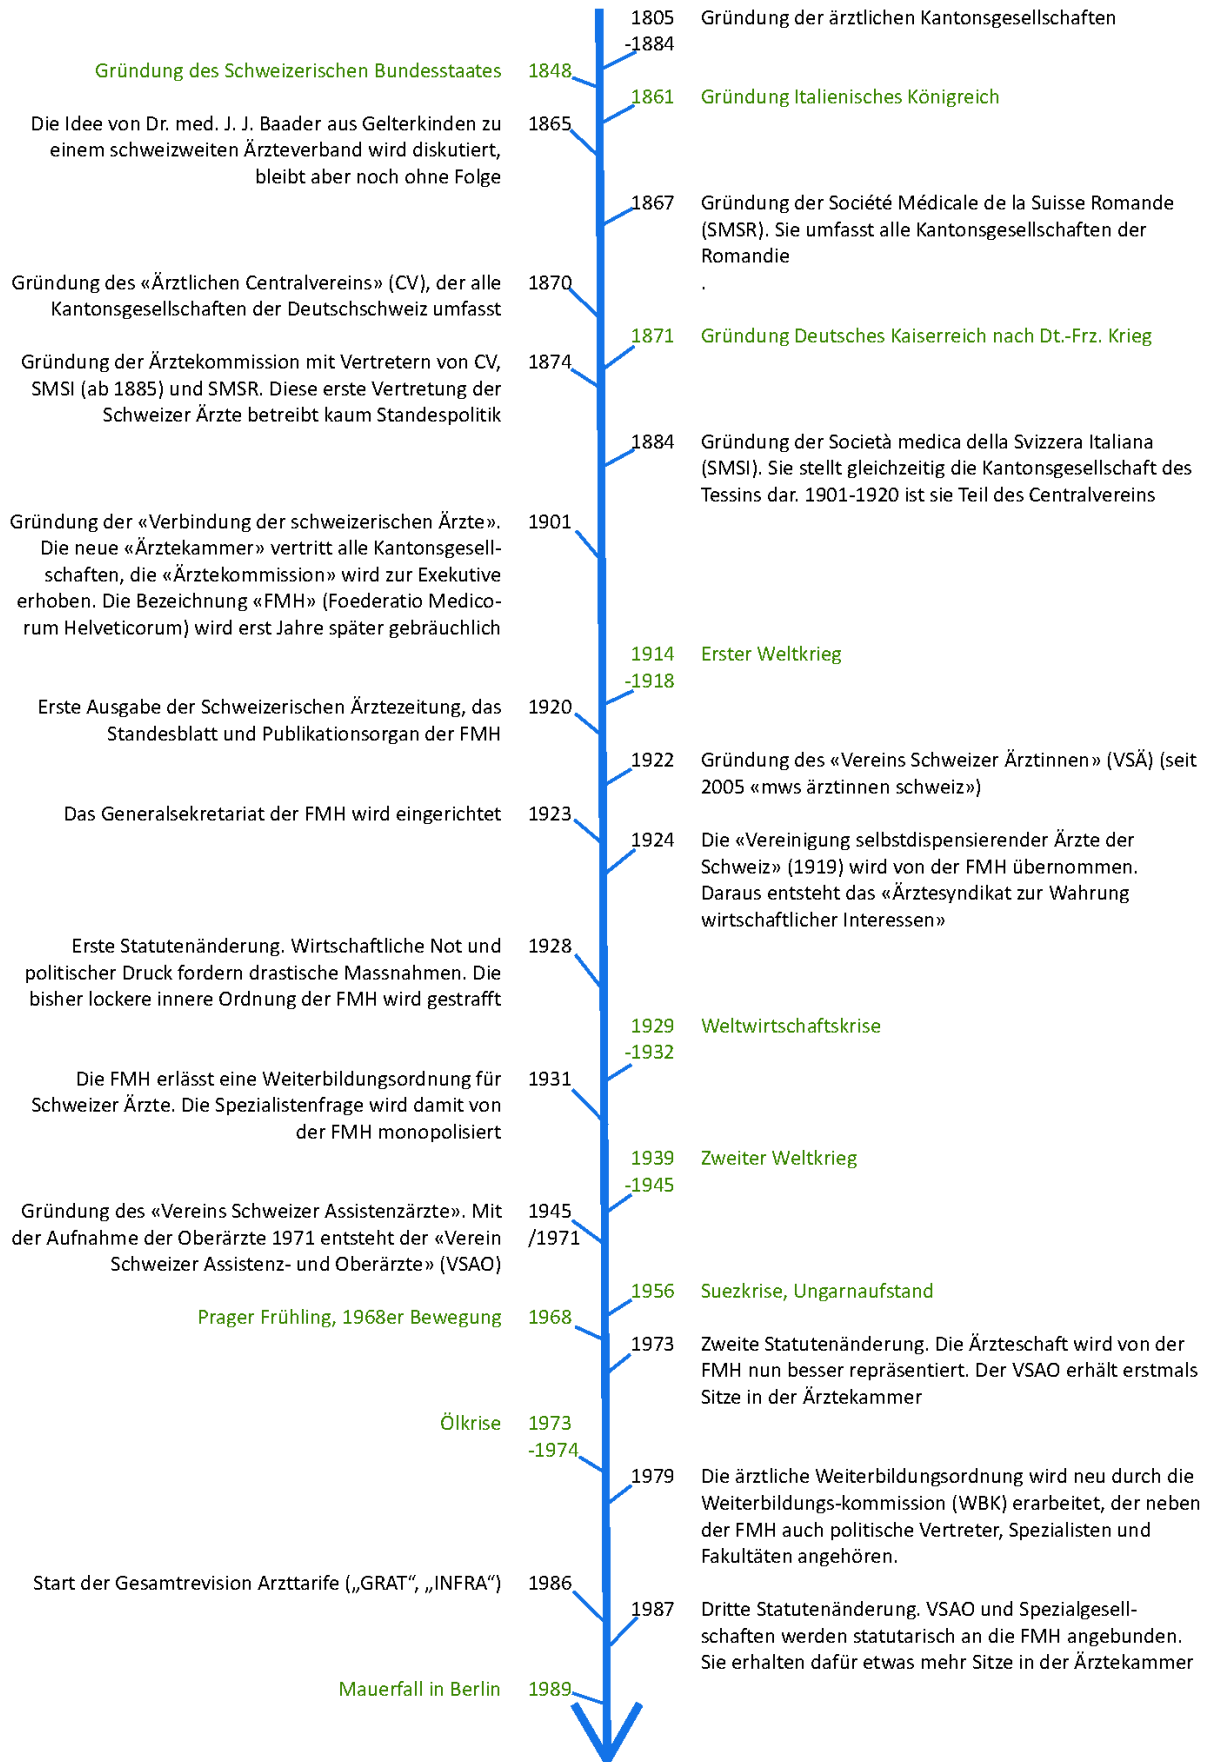 1805 Gründung der ärztlichen Kantonsgesellschaften
-1884
Gründung des Schweizerischen Bundesstaates 1848
1861 Gründung Italienisches Königreich
Die Idee von Dr. med. J. J. Baader aus Gelterkinden zu 1865
einem schweizweiten Ärzteverband wird diskutiert,
bleibt aber noch ohne Folge
1867 Gründung der Société Médicale de la Suisse Romande
(SMSR). Sie umfasst alle Kantonsgesellschaften der
Romandie
.
Gründung des «Ärztlichen Centralvereins» (CV), der alle 1870
Kantonsgesellschaften der Deutschschweiz umfasst
1871 Gründung Deutsches Kaiserreich nach Dt.-Frz. Krieg
Gründung der Ärztekommission mit Vertretern von CV, 1874
SMSI (ab 1885) und SMSR. Diese erste Vertretung der
Schweizer Ärzte betreibt kaum Standespolitik
1884 Gründung der Società medica della Svizzera Italiana
(SMSI). Sie stellt gleichzeitig die Kantonsgesellschaft des
Tessins dar. 1901-1920 ist sie Teil des Centralvereins
Gründung der «Verbindung der schweizerischen Ärzte». 1901
Die neue «Ärztekammer» vertritt alle Kantonsgesell-
schaften, die «Ärztekommission» wird zur Exekutive
erhoben. Die Bezeichnung «FMH» (Foederatio Medico-
rum Helveticorum) wird erst Jahre später gebräuchlich
1914 Erster Weltkrieg
-1918
Erste Ausgabe der Schweizerischen Ärztezeitung, das 1920
Standesblatt und Publikationsorgan der FMH
1922 Gründung des «Vereins Schweizer Ärztinnen» (VSÄ) (seit
2005 «mws ärztinnen schweiz»)
Das Generalsekretariat der FMH wird eingerichtet 1923
1924 Die «Vereinigung selbstdispensierender Ärzte der
Schweiz» (1919) wird von der FMH übernommen.
Daraus entsteht das «Ärztesyndikat zur Wahrung
wirtschaftlicher Interessen»
Erste Statutenänderung. Wirtschaftliche Not und 1928
politischer Druck fordern drastische Massnahmen. Die
bisher lockere innere Ordnung der FMH wird gestrafft
1929 Weltwirtschaftskrise
-1932
Die FMH erlässt eine Weiterbildungsordnung für 1931
Schweizer Ärzte. Die Spezialistenfrage wird damit von
der FMH monopolisiert
1939 Zweiter Weltkrieg
-1945
Gründung des «Vereins Schweizer Assistenzärzte». Mit 1945
der Aufnahme der Oberärzte 1971 entsteht der «Verein /1971
Schweizer Assistenz- und Oberärzte» (VSAO)
1956 Suezkrise, Ungarnaufstand
Prager Frühling, 1968er Bewegung 1968
1973 Zweite Statutenänderung. Die Ärzteschaft wird von der
FMH nun besser repräsentiert. Der VSAO erhält erstmals
Sitze in der Ärztekammer
Ölkrise 1973
-1974
1979 Die ärztliche Weiterbildungsordnung wird neu durch die
Weiterbildungs-kommission (WBK) erarbeitet, der neben
der FMH auch politische Vertreter, Spezialisten und
Fakultäten angehören.
Start der Gesamtrevision Arzttarife („GRAT“, „INFRA“) 1986
1987 Dritte Statutenänderung. VSAO und Spezialgesell-
schaften werden statutarisch an die FMH angebunden.
Sie erhalten dafür etwas mehr Sitze in der Ärztekammer
Mauerfall in Berlin 1989